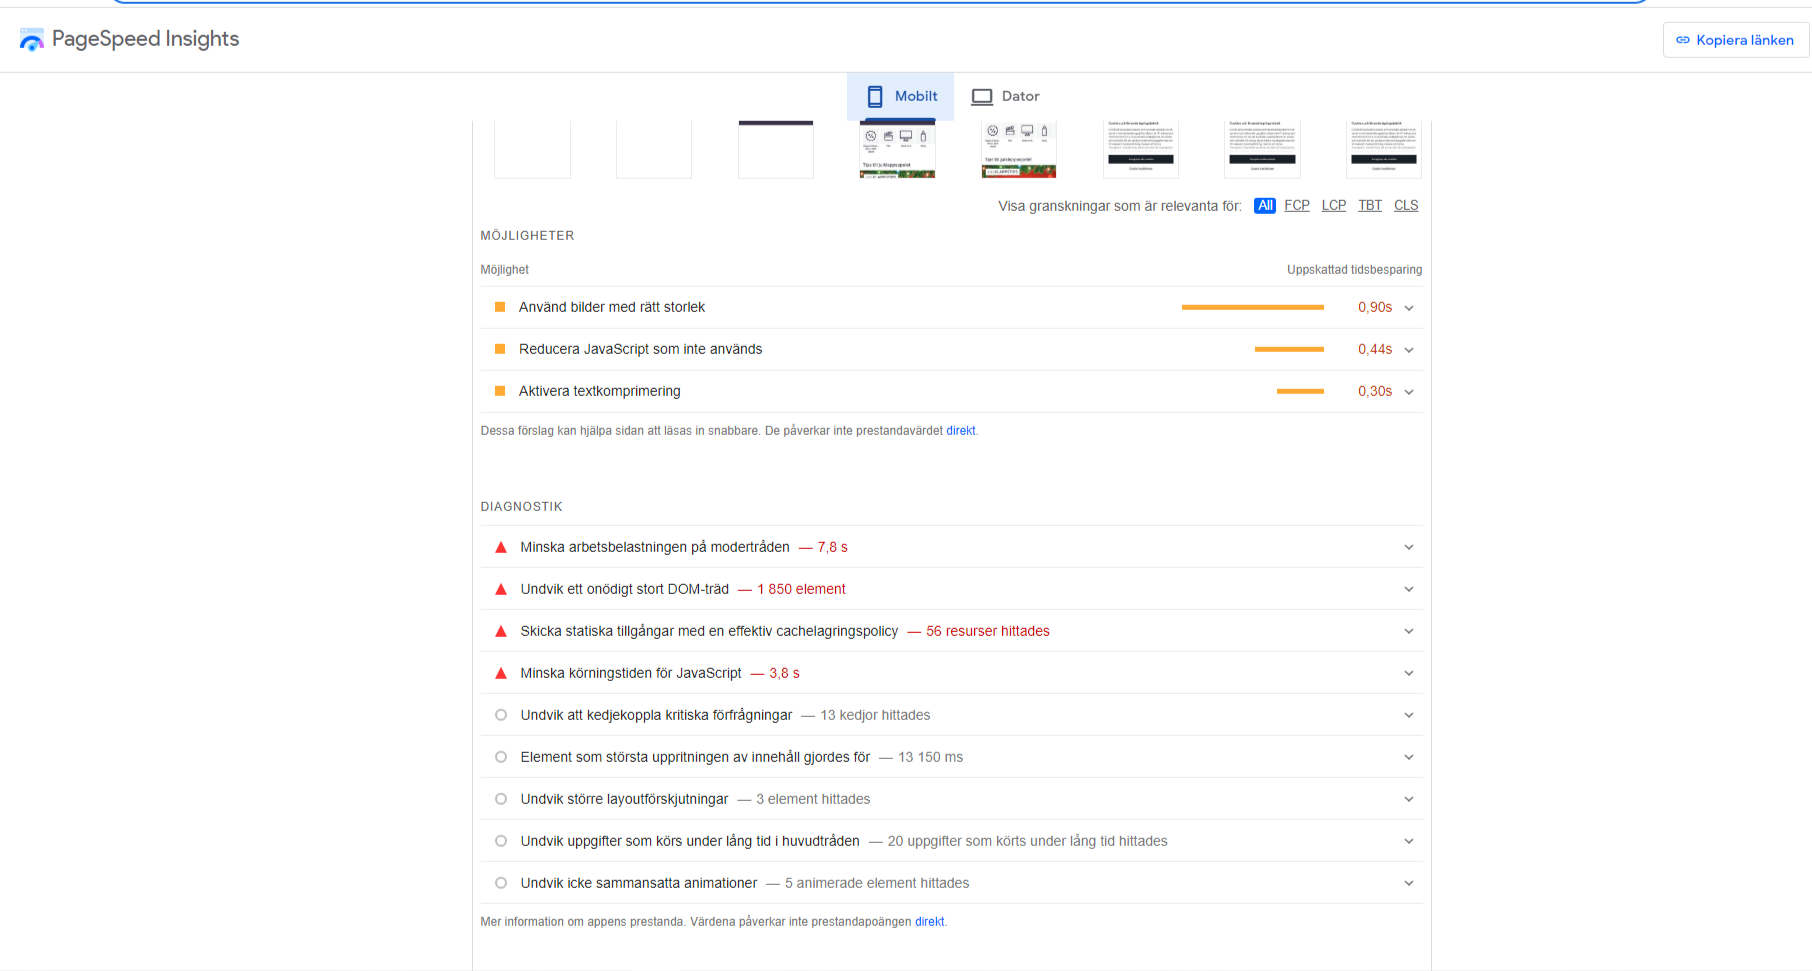 PageSpeed Insights
Kopiera länken
Mobilt
Dator
Tips till julklappsspelet
Tips till julklappsspelet
Visa granskningar som är relevanta för: All FCP LCP TBT CLS
MÖJLIGHETER
Möjlighet Uppskattad tidsbesparing
Använd bilder med rätt storlek 0,90s
Reducera JavaScript som inte används 0,44s
Aktivera textkomprimering 0,30s
Dessa förslag kan hjälpa sidan att läsas in snabbare. De påverkar inte prestandavärdet direkt.
DIAGNOSTIK
Minska arbetsbelastningen på modertråden — 7,8 s
Undvik ett onödigt stort DOM-träd — 1 850 element
Skicka statiska tillgångar med en effektiv cachelagringspolicy — 56 resurser hittades
Minska körningstiden för JavaScript — 3,8 s
Undvik att kedjekoppla kritiska förfrågningar — 13 kedjor hittades
Element som största uppritningen av innehåll gjordes för — 13 150 ms
Undvik större layoutförskjutningar — 3 element hittades
Undvik uppgifter som körs under lång tid i huvudtråden — 20 uppgifter som körts under lång tid hittades
Undvik icke sammansatta animationer — 5 animerade element hittades
Mer information om appens prestanda. Värdena påverkar inte prestandapoängen direkt.